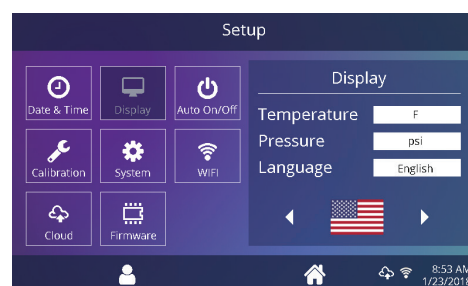 Setup
Date & Time
Display
Auto On/Off
Calibration
System
WIFI
Cloud
Firmware
Display
Temperature F
Pressure psi
Language English
8:53 AM
1/23/2018